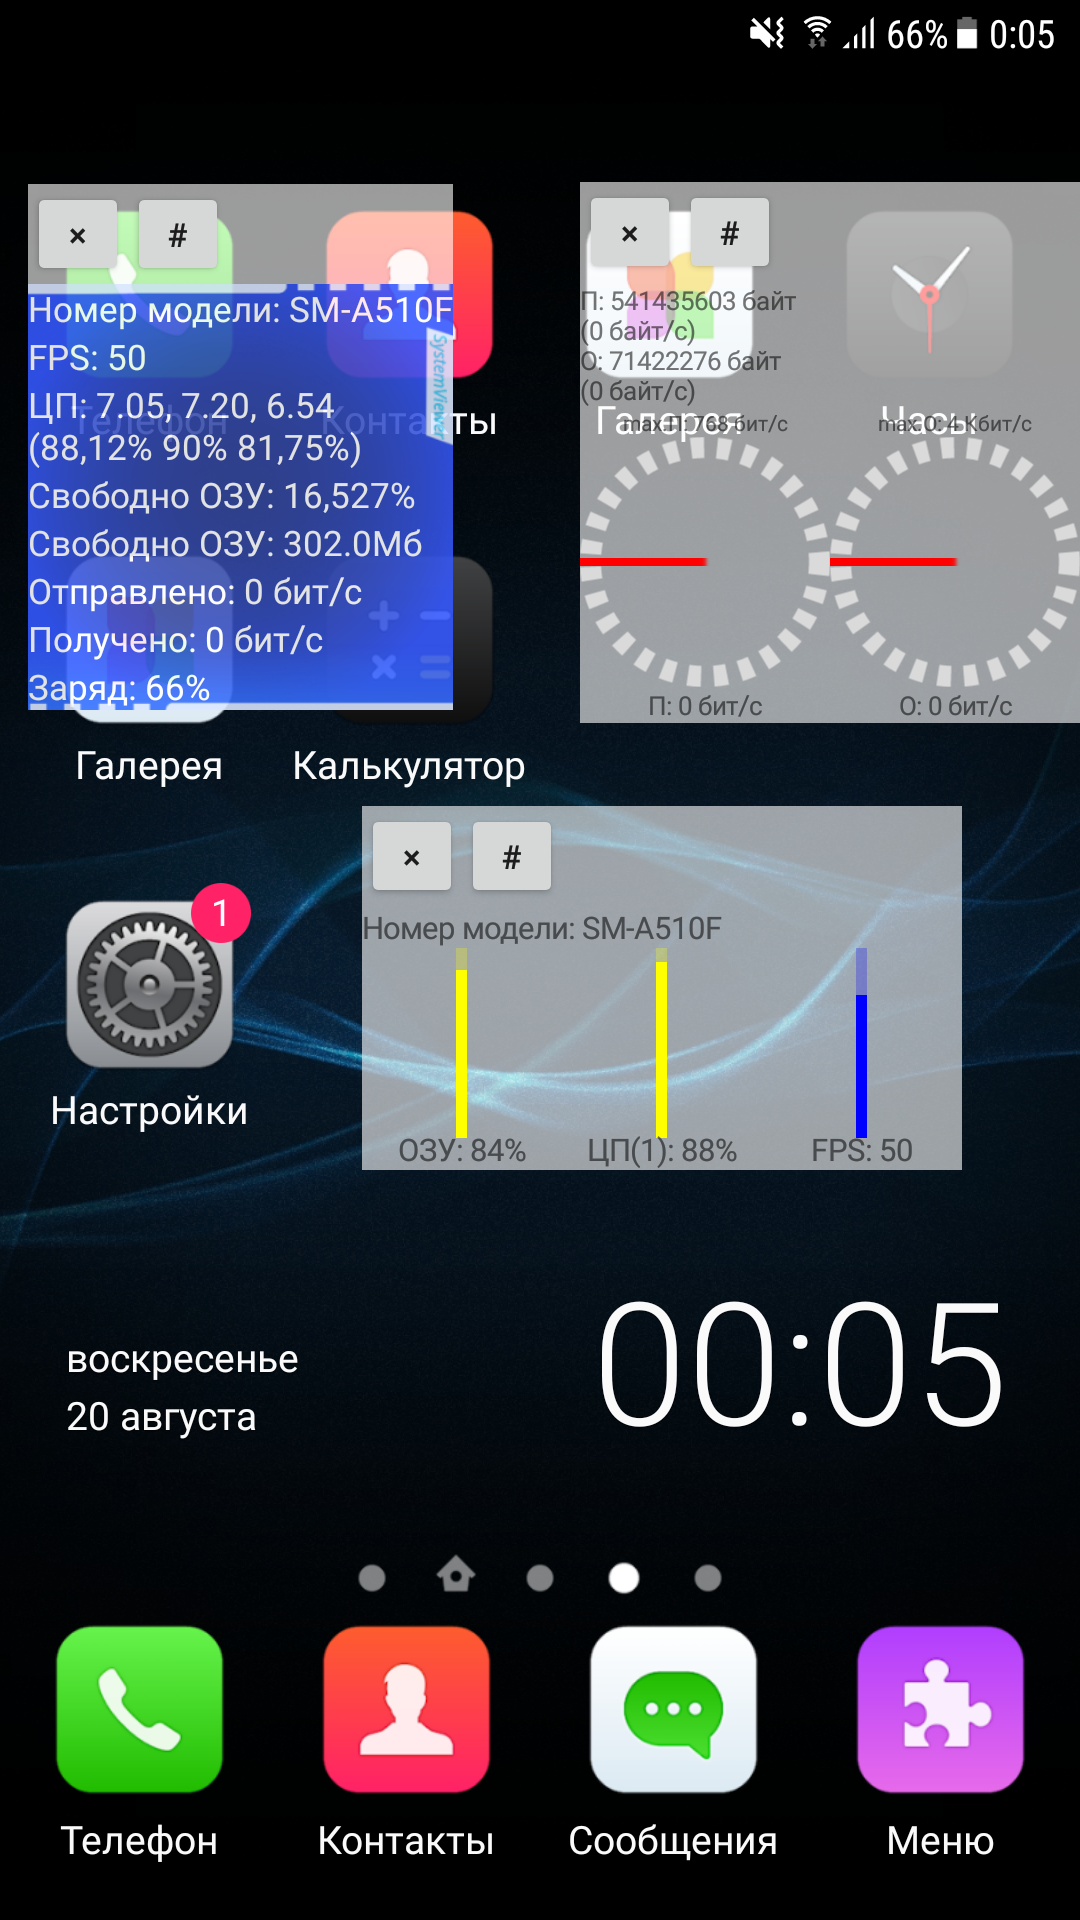 66% 0:05
× #
Номер модели: SM-A510F
FPS: 50
ЦП: 7.05, 7.20, 6.54
(88,12% 90% 81,75%)
Свободно ОЗУ: 16,527%
Свободно ОЗУ: 302.0Мб
Отправлено: 0 бит/с
Получено: 0 бит/с
Заряд: 66%
SystemViewer
Телефон
Контакты
× #
П: 541435603 байт
(0 байт/с)
О: 71422276 байт
(0 байт/с)
Галерея
Часы
max.П: 768 бит/с
max.О: 4 Кбит/с
П: 0 бит/с
О: 0 бит/с
Галерея
Калькулятор
× #
Номер модели: SM-A510F
ОЗУ: 84%
ЦП(1): 88%
FPS: 50
1
Настройки
воскресенье
20 августа
00:05
Телефон
Контакты
Сообщения
Меню